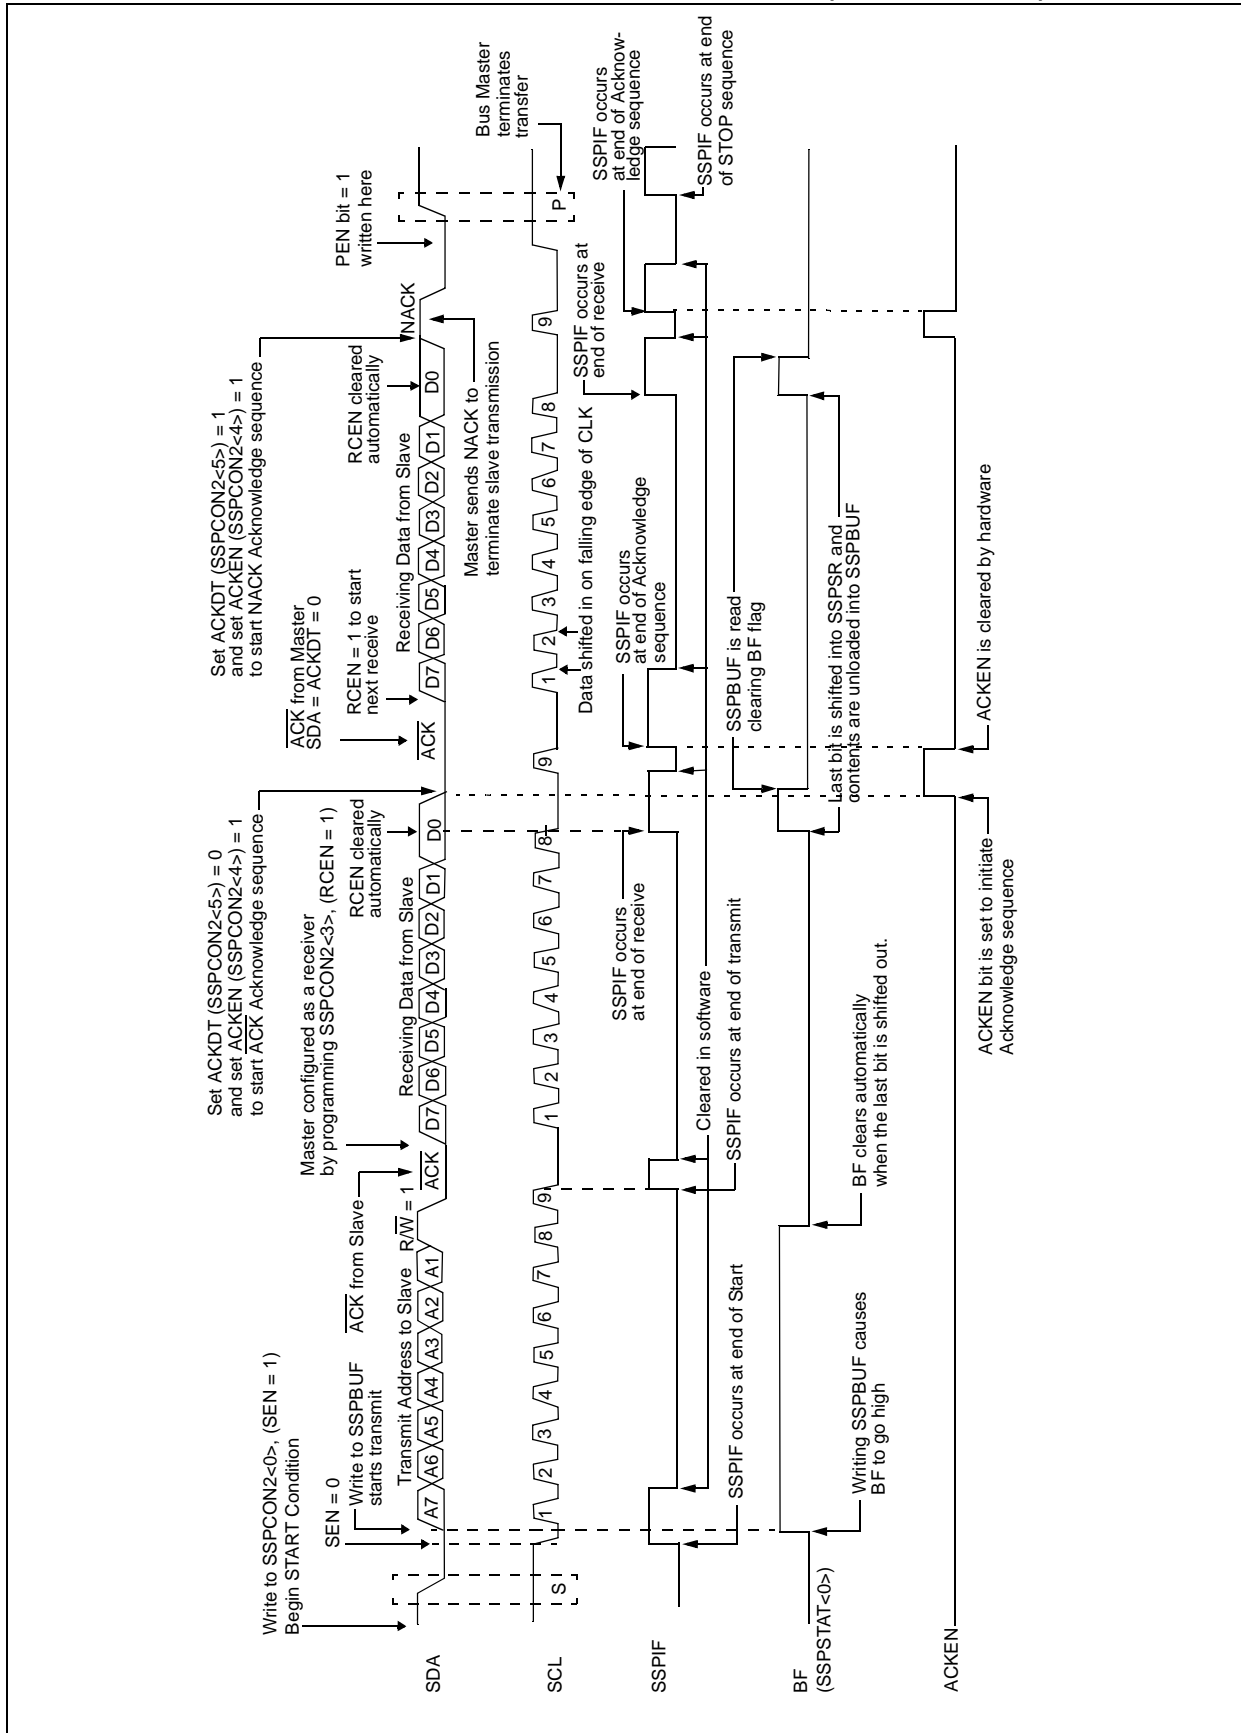 Write to SSPCON2<0>, (SEN = 1)
Begin START Condition
SEN = 0
Write to SSPBUF
starts transmit
ACK from Slave
Master configured as a receiver
by programming SSPCON2<3>, (RCEN = 1)
Set ACKDT (SSPCON2<5>) = 0
and set ACKEN (SSPCON2<4>) = 1
to start ACK Acknowledge sequence
RCEN cleared
automatically
ACK from Master
SDA = ACKDT = 0
RCEN = 1 to start
next receive
Set ACKDT (SSPCON2<5>) = 1
and set ACKEN (SSPCON2<4>) = 1
to start NACK Acknowledge sequence
RCEN cleared
automatically
PEN bit = 1
written here
Transmit Address to Slave R/W = 1
ACK
Receiving Data from Slave
ACK
Receiving Data from Slave
NACK
SDA
A7 A6 A5 A4 A3 A2 A1
D7 D6 D5 D4 D3 D2 D1 D0
D7 D6 D5 D4 D3 D2 D1 D0
Master sends NACK to
terminate slave transmission
Bus Master
terminates
transfer
SCL
S
1 2 3 4 5 6 7 8 9
1 2 3 4 5 6 7 8 9
1 2 3 4 5 6 7 8 9
P
Data shifted in on falling edge of CLK
SSPIF occurs
at end of receive
SSPIF occurs
at end of Acknowledge
sequence
SSPIF occurs at
end of receive
SSPIF occurs
at end of Acknow-
ledge sequence
SSPIF
Cleared in software
SSPIF occurs at end of Start
SSPIF occurs at end of transmit
SSPIF occurs at end
of STOP sequence
SSPBUF is read
clearing BF flag
BF
(SSPSTAT<0>)
Writing SSPBUF causes
BF to go high
BF clears automatically
when the last bit is shifted out.
Last bit is shifted into SSPSR and
contents are unloaded into SSPBUF
ACKEN
ACKEN bit is set to initiate
Acknowledge sequence
ACKEN is cleared by hardware